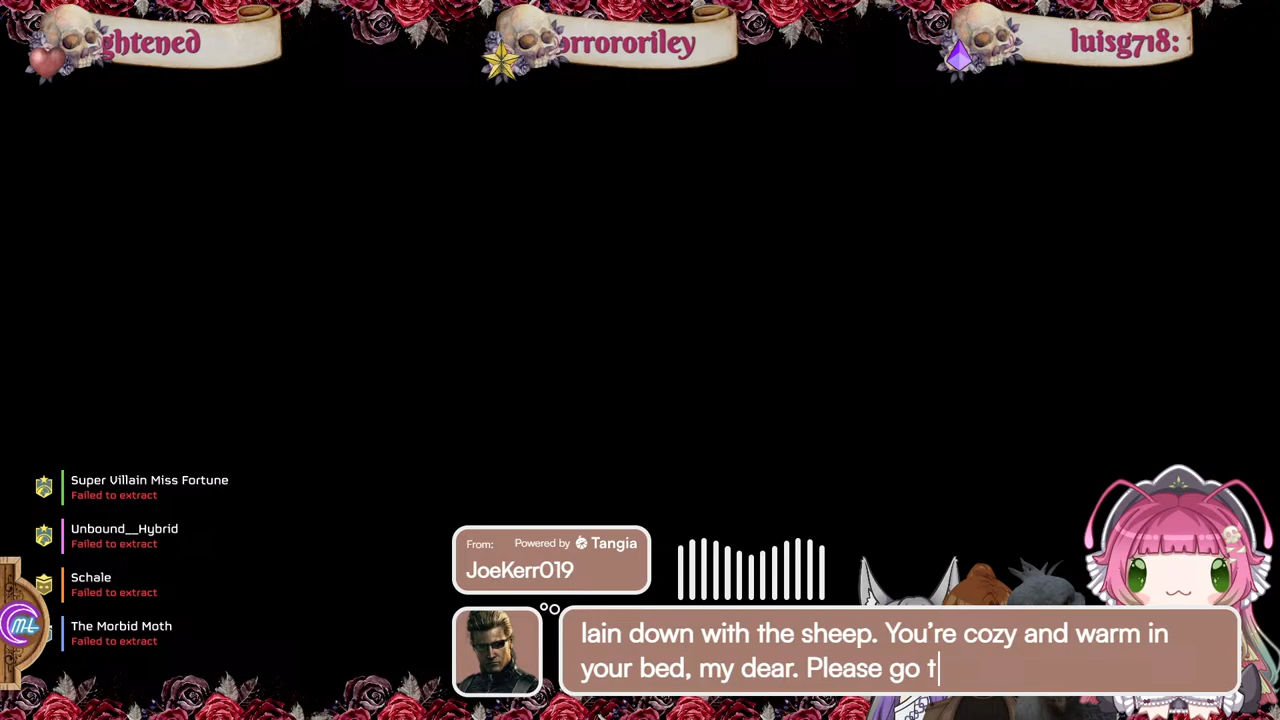 ghtened
orrororiley
luisg718:
Super Villain Miss Fortune
Failed to extract
Unbound__Hybrid
Failed to extract
Schale
Failed to extract
The Morbid Moth
Failed to extract
From: Powered by Tangia
JoeKerr019
lain down with the sheep. You’re cozy and warm in
your bed, my dear. Please go t